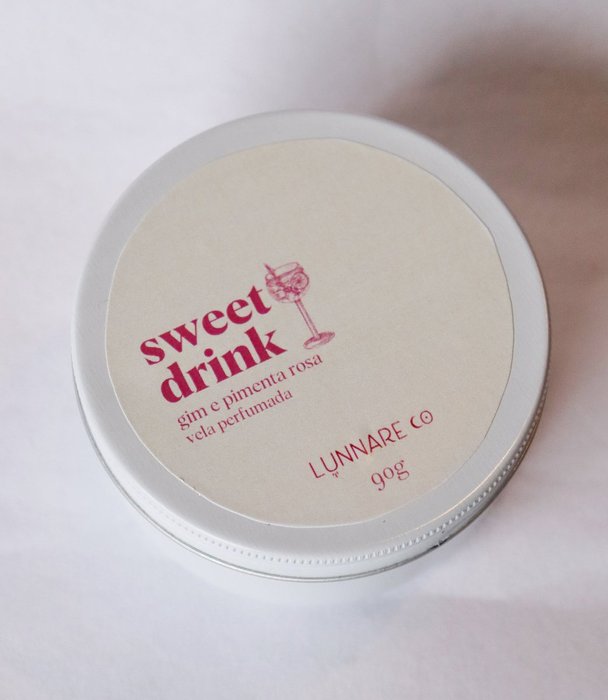 sweet
drink
gim e pimenta rosa
vela perfumada
LUNNARE CO
90g